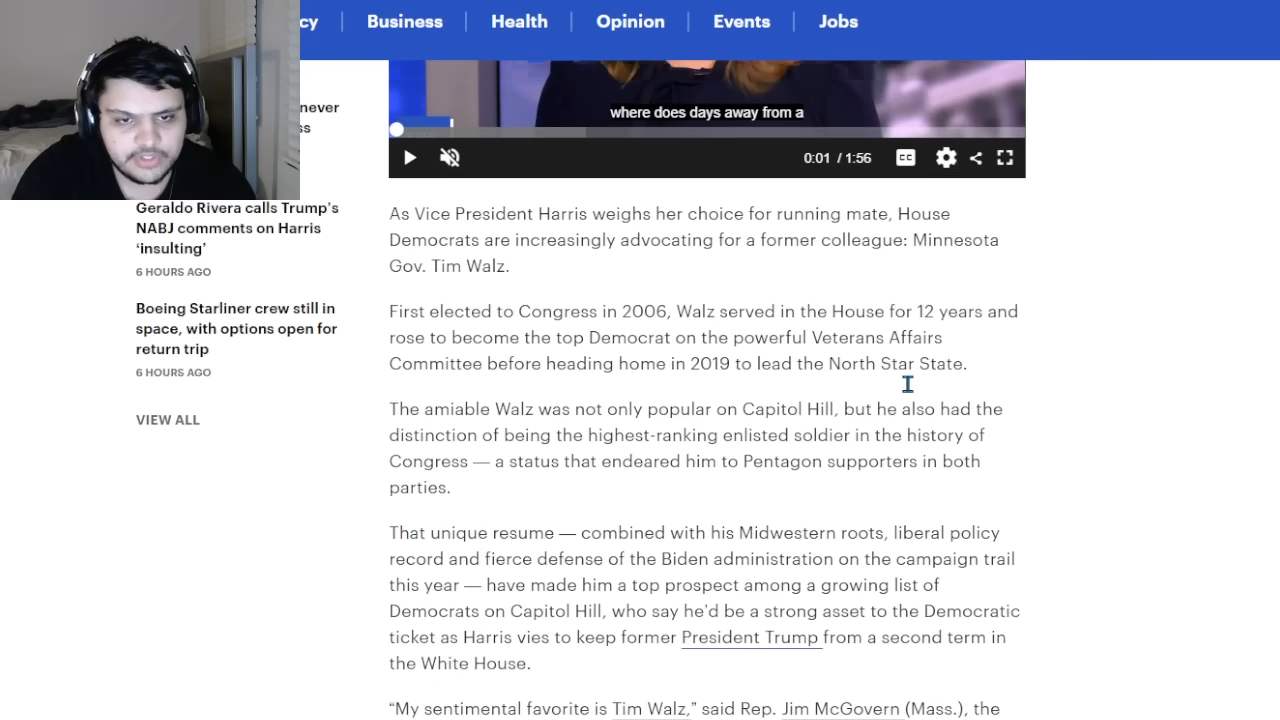 cy
Business
Health
Opinion
Events
Jobs
never
ss
Geraldo Rivera calls Trump’s
NABJ comments on Harris
‘insulting’
6 HOURS AGO
Boeing Starliner crew still in
space, with options open for
return trip
6 HOURS AGO
VIEW ALL
where does days away from a
0:01 / 1:56
CC
As Vice President Harris weighs her choice for running mate, House
Democrats are increasingly advocating for a former colleague: Minnesota
Gov. Tim Walz.
First elected to Congress in 2006, Walz served in the House for 12 years and
rose to become the top Democrat on the powerful Veterans Affairs
Committee before heading home in 2019 to lead the North Star State.
The amiable Walz was not only popular on Capitol Hill, but he also had the
distinction of being the highest-ranking enlisted soldier in the history of
Congress — a status that endeared him to Pentagon supporters in both
parties.
That unique resume — combined with his Midwestern roots, liberal policy
record and fierce defense of the Biden administration on the campaign trail
this year — have made him a top prospect among a growing list of
Democrats on Capitol Hill, who say he’d be a strong asset to the Democratic
ticket as Harris vies to keep former President Trump from a second term in
the White House.
“My sentimental favorite is Tim Walz,” said Rep. Jim McGovern (Mass.), the